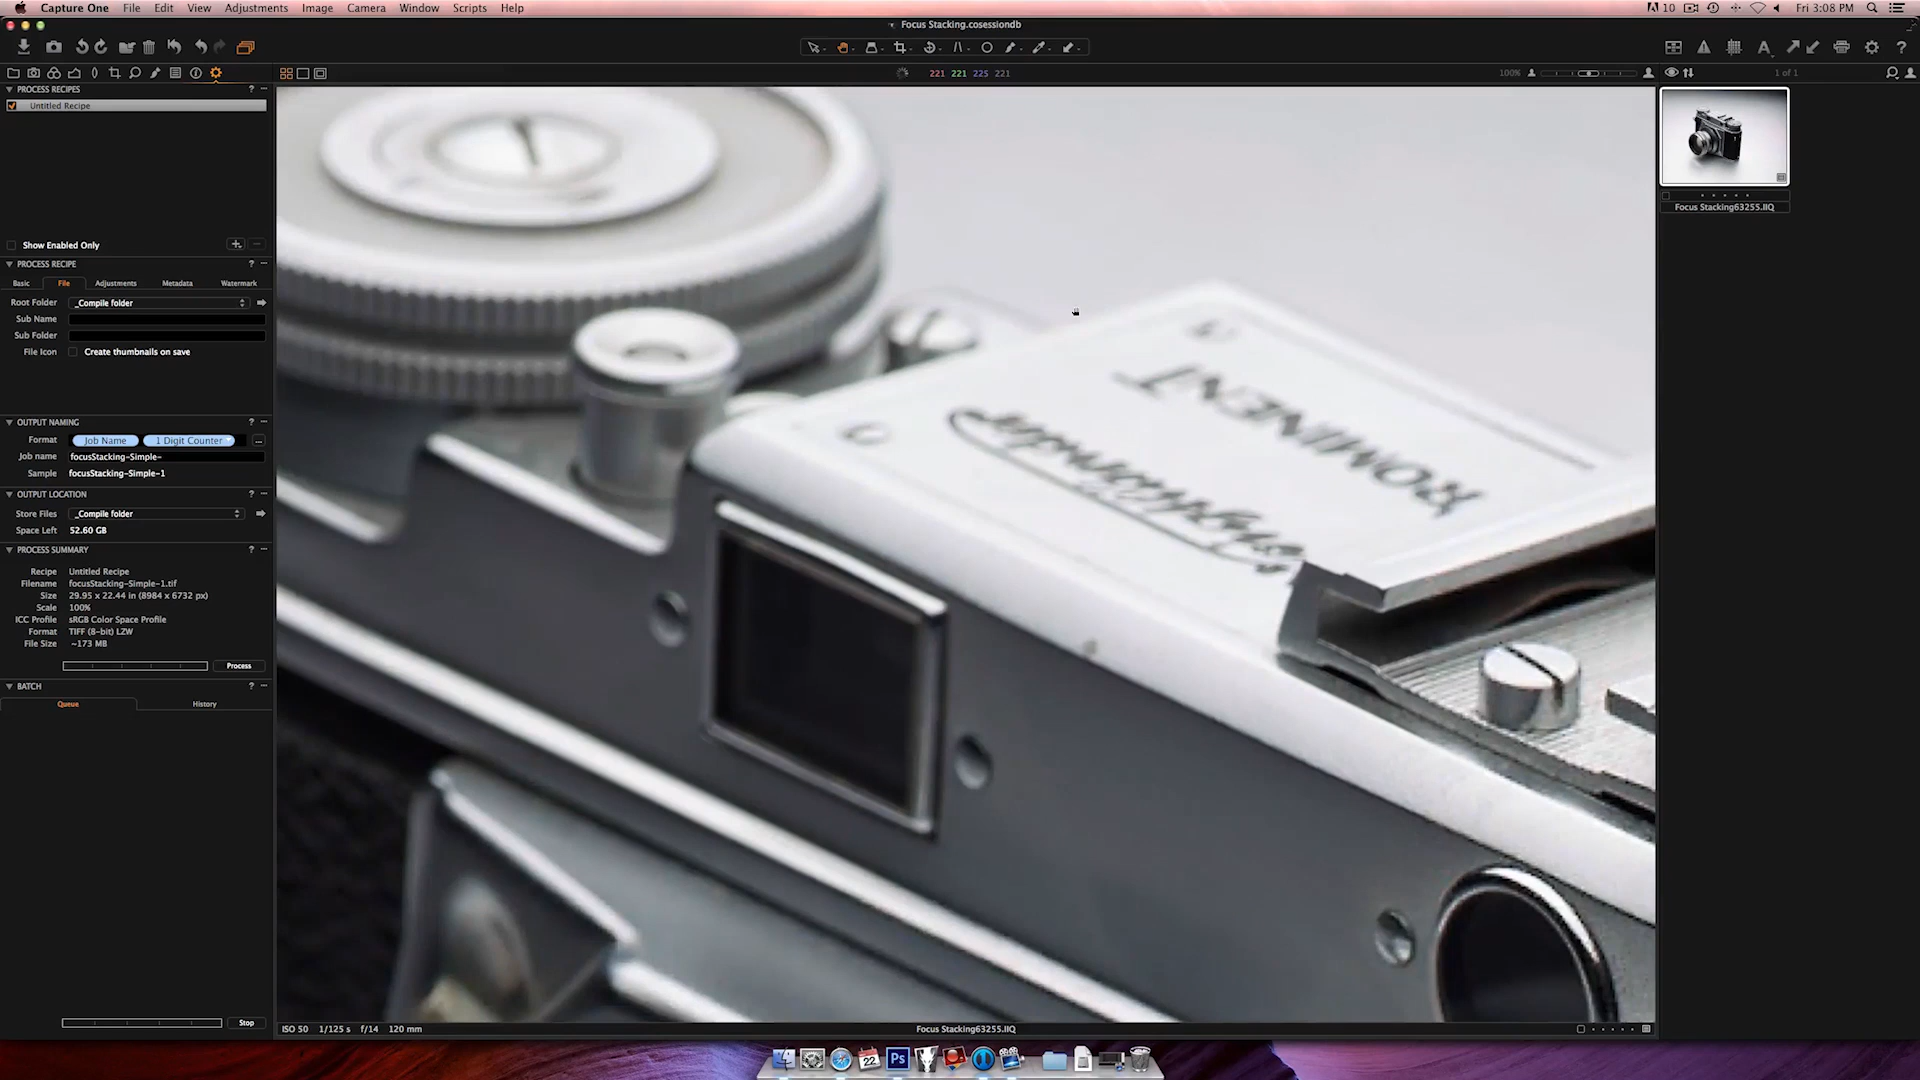 Capture One File Edit View Adjustments Image Camera Window Scripts Help
10 Fri 3:08 PM
Focus Stacking.cosessiondb
221 221 225 221
100%
1 of 1
PROCESS RECIPES ?
Untitled Recipe
Show Enabled Only
PROCESS RECIPE ?
Basic File Adjustments Metadata Watermark
Root Folder _Compile folder
Sub Name
Sub Folder
File Icon Create thumbnails on save
OUTPUT NAMING ?
Format Job Name 1 Digit Counter ...
Job name focusStacking-Simple-
Sample focusStacking-Simple-1
OUTPUT LOCATION ?
Store Files _Compile folder
Space Left 52.60 GB
PROCESS SUMMARY ?
Recipe Untitled Recipe
Filename focusStacking-Simple-1.tif
Size 29.95 x 22.44 in (8984 x 6732 px)
Scale 100%
ICC Profile sRGB Color Space Profile
Format TIFF (8-bit) LZW
File Size ~173 MB
Process
BATCH ?
Queue History
Stop
Voigtländer
PROMINENT
ISO 50 1/125 s f/14 120 mm
Focus Stacking63255.IIQ
Focus Stacking63255.IIQ
22 Ps